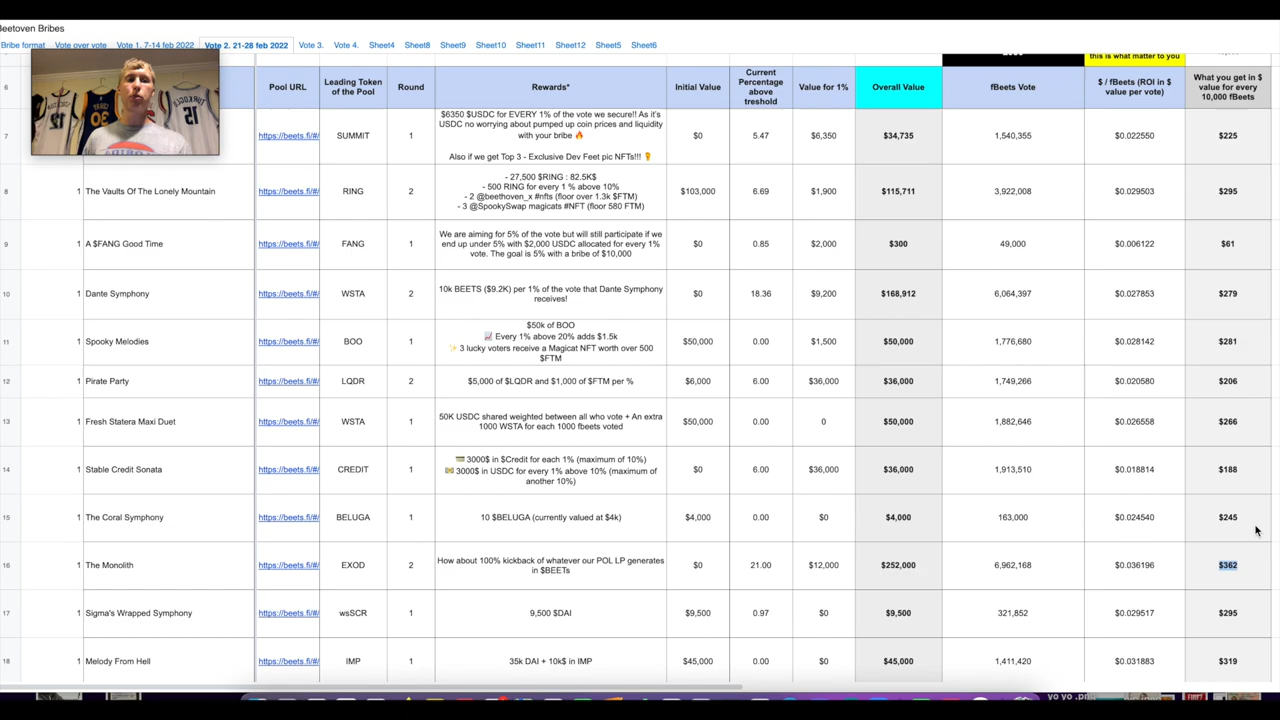 Beetoven Bribes
Bribe format Vote over vote Vote 1. 7-14 feb 2022 Vote 2. 21-28 feb 2022 Vote 3. Vote 4. Sheet4 Sheet8 Sheet9 Sheet10 Sheet11 Sheet12 Sheet5 Sheet6
this is what matter to you
6 Pool URL Leading Token of the Pool Round Rewards* Initial Value Current Percentage above treshold Value for 1% Overall Value fBeets Vote $ / fBeets (ROI in $ value per vote) What you get in $ value for every 10,000 fBeets
7 https://beets.fi/#/ SUMMIT 1 $6350 $USDC for EVERY 1% of the vote we secure!! As it's USDC no worrying about pumped up coin prices and liquidity with your bribe 🔥 Also if we get Top 3 - Exclusive Dev Feet pic NFTs!!! $0 5.47 $6,350 $34,735 1,540,355 $0.022550 $225
8 1 The Vaults Of The Lonely Mountain https://beets.fi/#/ RING 2 - 27,500 $RING : 82.5K$ - 500 RING for every 1 % above 10% - 2 @beethoven_x #nfts (floor over 1.3k $FTM) - 3 @SpookySwap magicats #NFT (floor 580 FTM) $103,000 6.69 $1,900 $115,711 3,922,008 $0.029503 $295
9 1 A $FANG Good Time https://beets.fi/#/ FANG 1 We are aiming for 5% of the vote but will still participate if we end up under 5% with $2,000 USDC allocated for every 1% vote. The goal is 5% with a bribe of $10,000 $0 0.85 $2,000 $300 49,000 $0.006122 $61
10 1 Dante Symphony https://beets.fi/#/ WSTA 2 10k BEETS ($9.2K) per 1% of the vote that Dante Symphony receives! $0 18.36 $9,200 $168,912 6,064,397 $0.027853 $279
11 1 Spooky Melodies https://beets.fi/#/ BOO 1 $50k of BOO 📈 Every 1% above 20% adds $1.5k ✨ 3 lucky voters receive a Magicat NFT worth over 500 $FTM $50,000 0.00 $1,500 $50,000 1,776,680 $0.028142 $281
12 1 Pirate Party https://beets.fi/#/ LQDR 2 $5,000 of $LQDR and $1,000 of $FTM per % $6,000 6.00 $36,000 $36,000 1,749,266 $0.020580 $206
13 1 Fresh Statera Maxi Duet https://beets.fi/#/ WSTA 1 50K USDC shared weighted between all who vote + An extra 1000 WSTA for each 1000 fbeets voted $50,000 0.00 0 $50,000 1,882,646 $0.026558 $266
14 1 Stable Credit Sonata https://beets.fi/#/ CREDIT 1 💳 3000$ in $Credit for each 1% (maximum of 10%) 💵 3000$ in USDC for every 1% above 10% (maximum of another 10%) $0 6.00 $36,000 $36,000 1,913,510 $0.018814 $188
15 1 The Coral Symphony https://beets.fi/#/ BELUGA 1 10 $BELUGA (currently valued at $4k) $4,000 0.00 $0 $4,000 163,000 $0.024540 $245
16 1 The Monolith https://beets.fi/#/ EXOD 2 How about 100% kickback of whatever our POL LP generates in $BEETs $0 21.00 $12,000 $252,000 6,962,168 $0.036196 $362
17 1 Sigma's Wrapped Symphony https://beets.fi/#/ wsSCR 1 9,500 $DAI $9,500 0.97 $0 $9,500 321,852 $0.029517 $295
18 1 Melody From Hell https://beets.fi/#/ IMP 1 35k DAI + 10k$ in IMP $45,000 0.00 $0 $45,000 1,411,420 $0.031883 $319